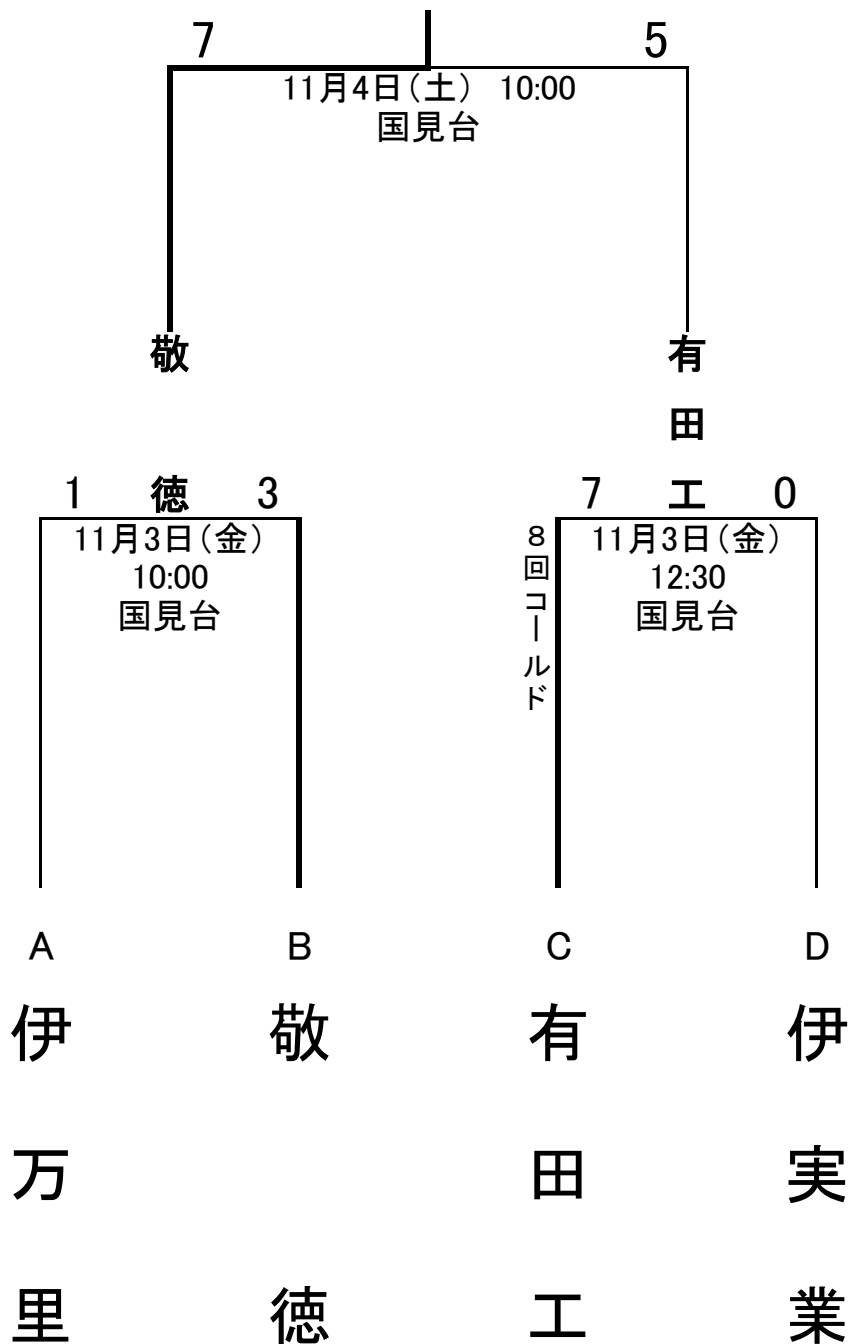 7 5
11月4日(土) 10:00
国見台
敬徳
有田工
1 3
7 0
11月3日(金)
10:00
国見台
8回コールド
11月3日(金)
12:30
国見台
A B C D
伊万里
敬徳
有田工
伊実業